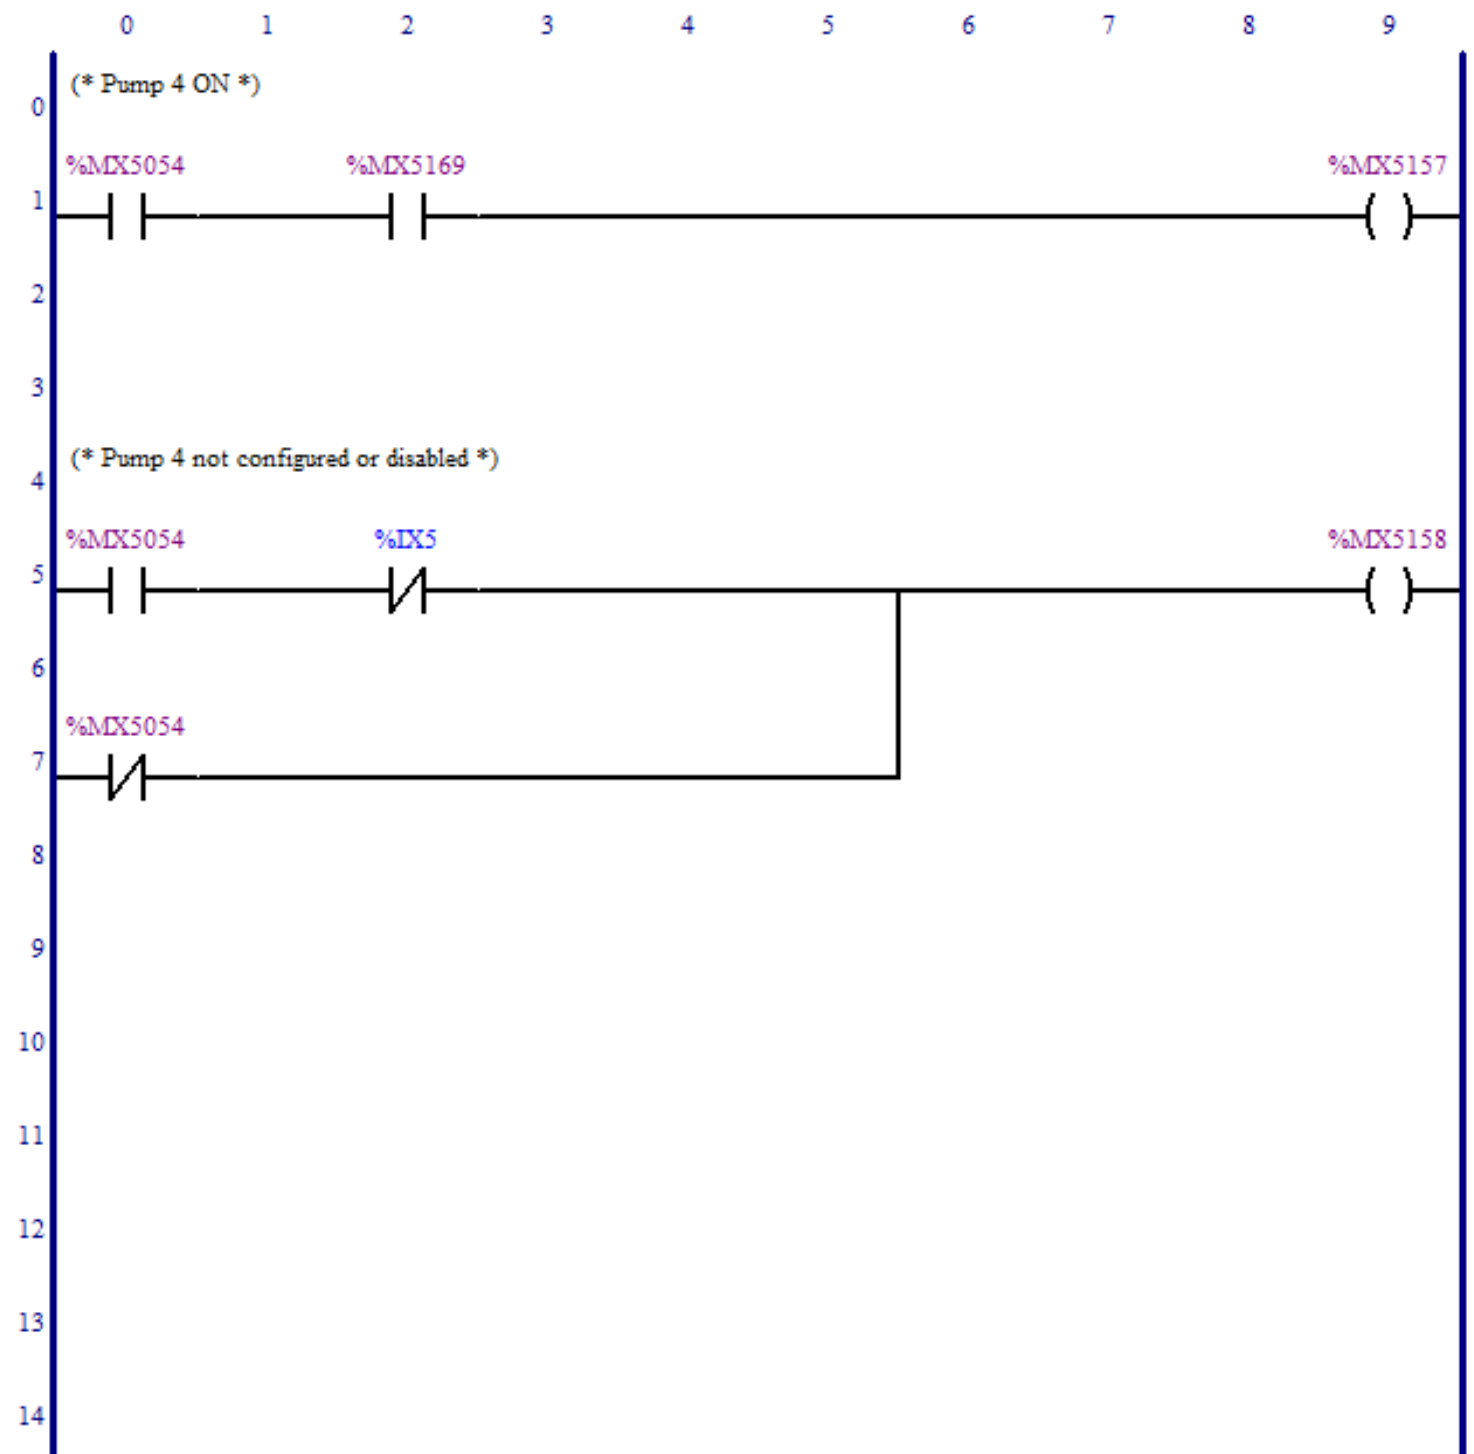 0 1 2 3 4 5 6 7 8 9
(* Pump 4 ON *)
0
%MX5054 %MX5169 %MX5157
1
2
3
(* Pump 4 not configured or disabled *)
4
%MX5054 %IX5 %MX5158
5
6
%MX5054
7
8
9
10
11
12
13
14